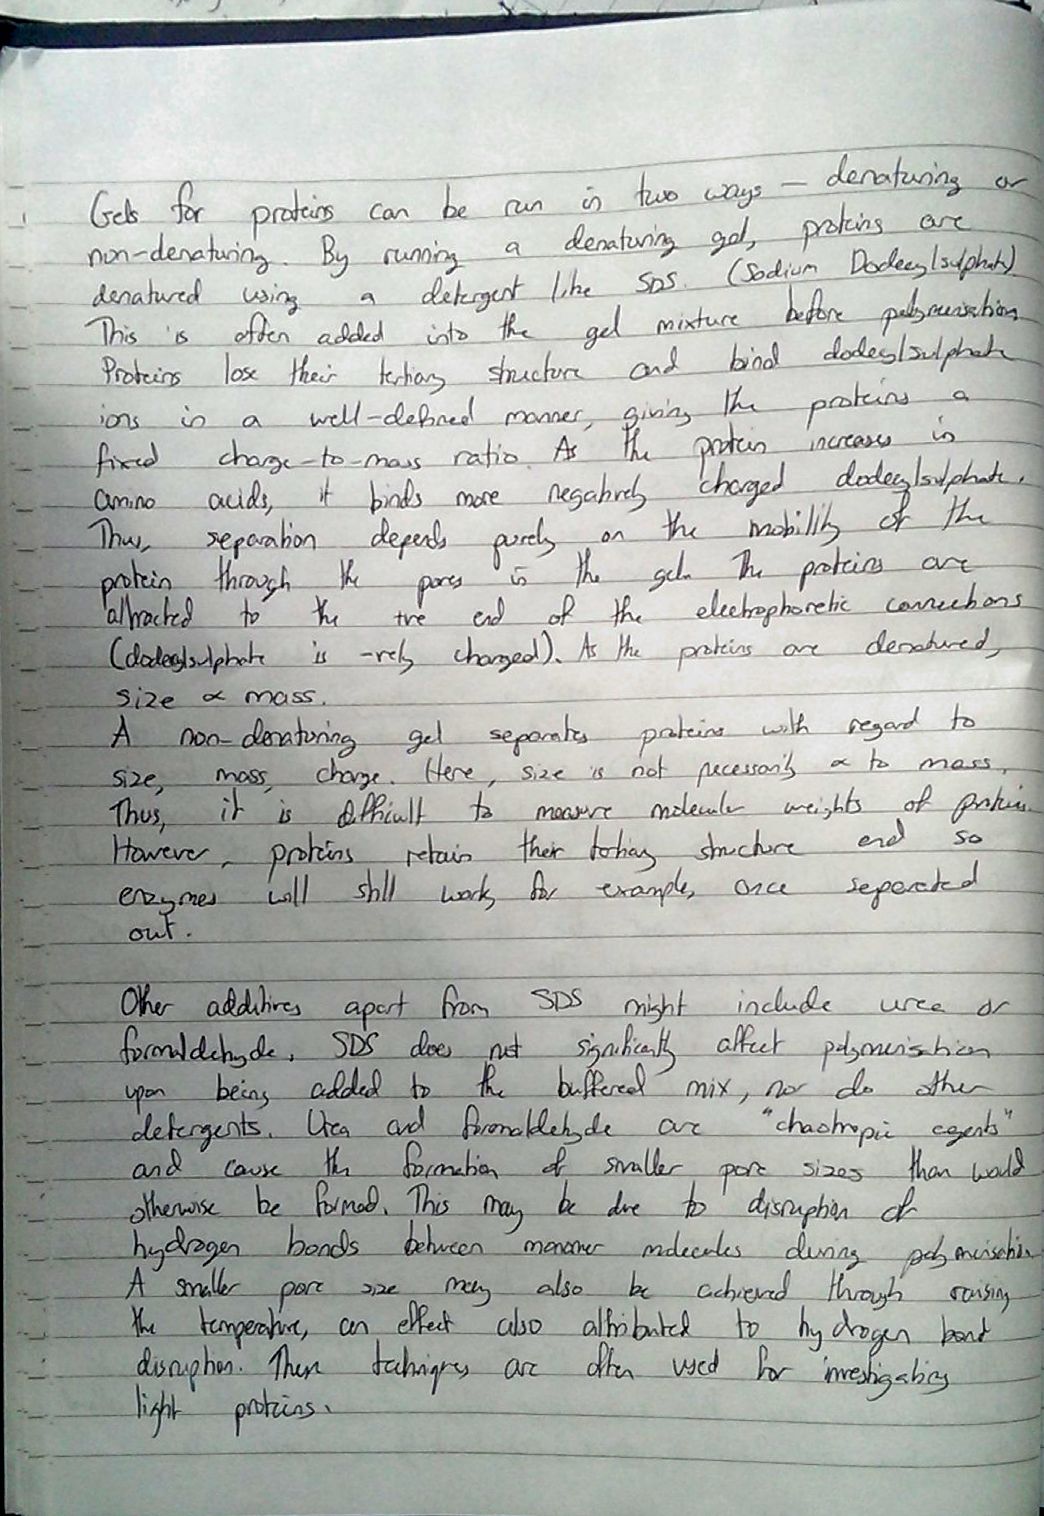 Gels for proteins can be run in two ways – denaturing or
non-denaturing. By running a denaturing gel, proteins are
denatured using a detergent like SDS. (Sodium Dodecylsulphate)
This is often added into the gel mixture before polymerisation
Proteins lose their tertiary structure and bind dodecylsulphate
ions in a well-defined manner, giving the proteins a
fixed charge-to-mass ratio. As the protein increases in
amino acids, it binds more negatively charged dodecylsulphate.
Thus, separation depends purely on the mobility of the
protein through the pores in the gel. The proteins are
attracted to the +ve end of the electrophoretic connections
(dodecylsulphate is -vely charged). As the proteins are denatured,
size ∝ mass.
A non-denaturing gel separates proteins with regard to
size, mass, charge. Here, size is not necessarily ∝ to mass.
Thus, it is difficult to measure molecular weights of protein.
However, proteins retain their tertiary structure and so
enzymes will still work, for example, once separated
out.
Other additives apart from SDS might include urea or
formaldehyde. SDS does not significantly affect polymerisation
upon being added to the buffered mix, nor do other
detergents. Urea and formaldehyde are "chaotropic agents"
and cause the formation of smaller pore sizes than would
otherwise be formed. This may be due to disruption of
hydrogen bonds between monomer molecules during polymerisation
A smaller pore size may also be achieved through raising
the temperature, an effect also attributed to hydrogen bond
disruption. These techniques are often used for investigating
light proteins.